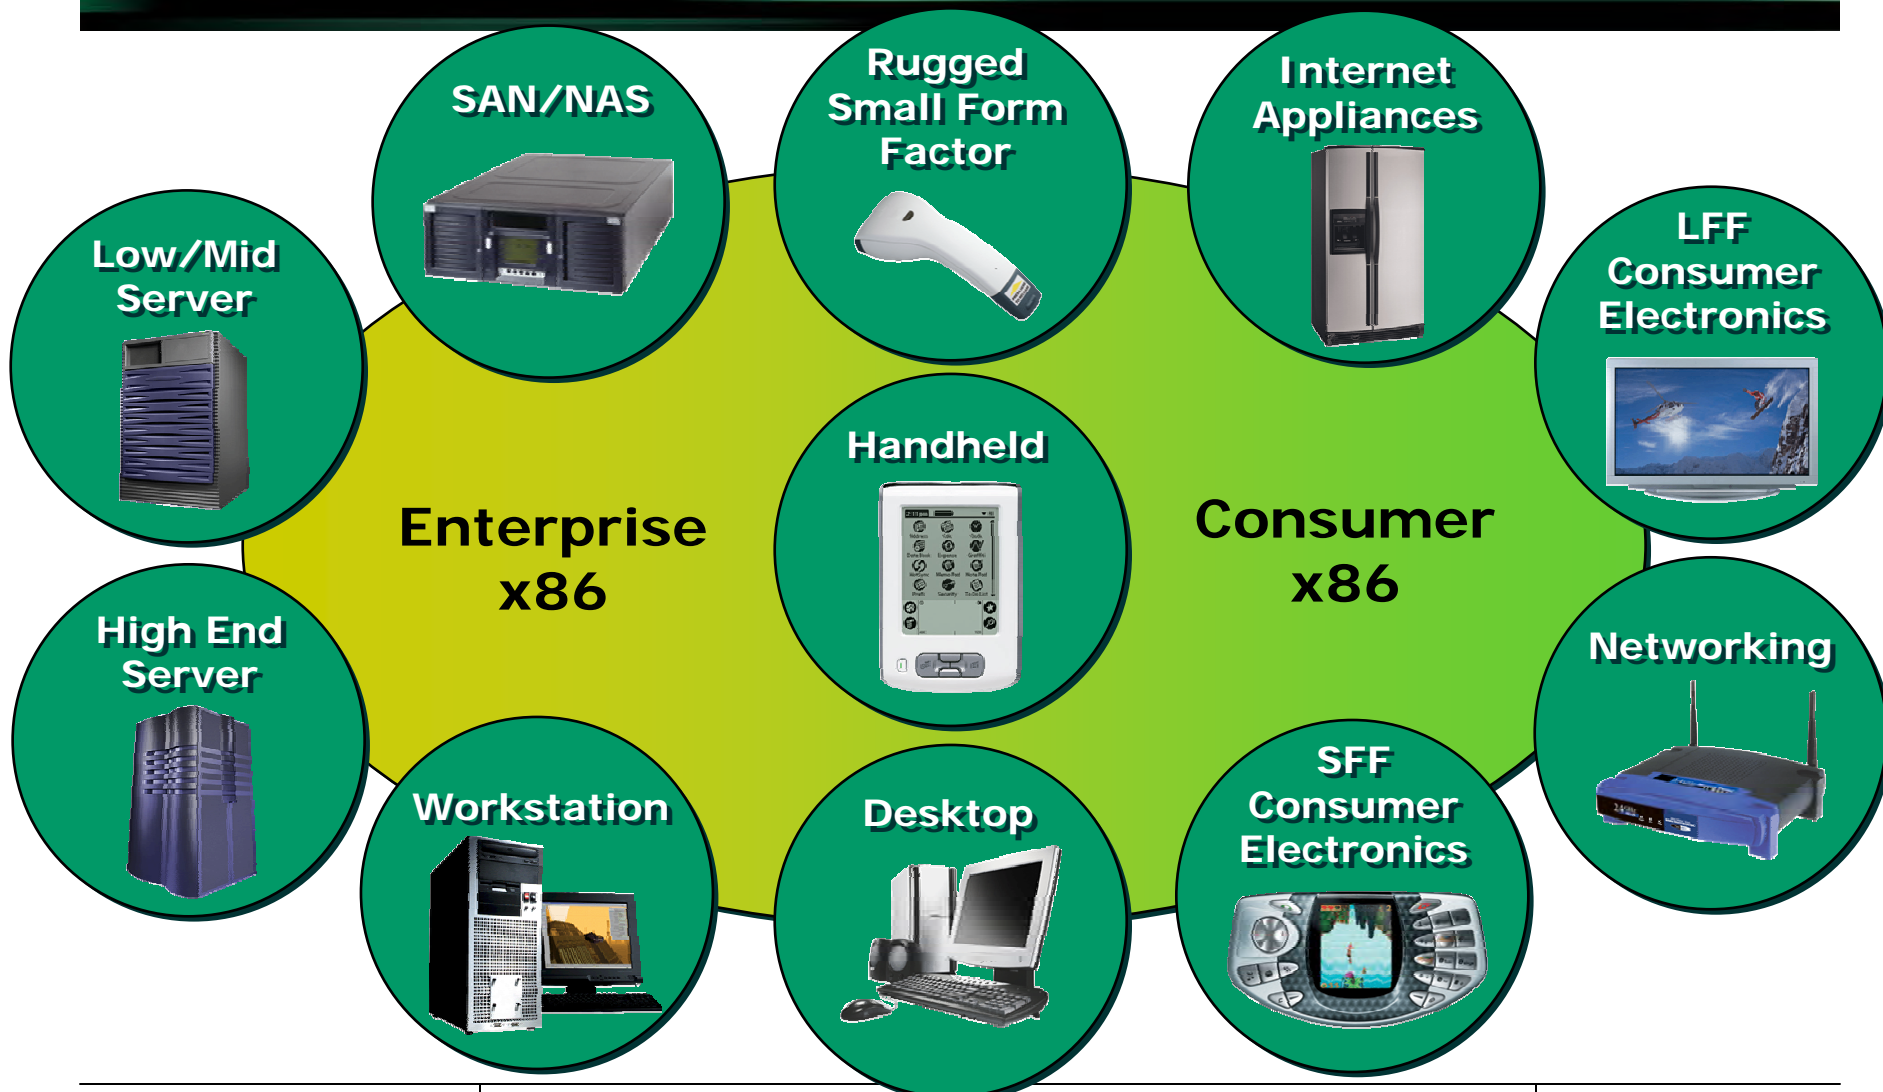 SAN/NAS
Rugged
Small Form
Factor
Internet
Appliances
Low/Mid
Server
LFF
Consumer
Electronics
Handheld
Enterprise
x86
Consumer
x86
High End
Server
Networking
Workstation
Desktop
SFF
Consumer
Electronics